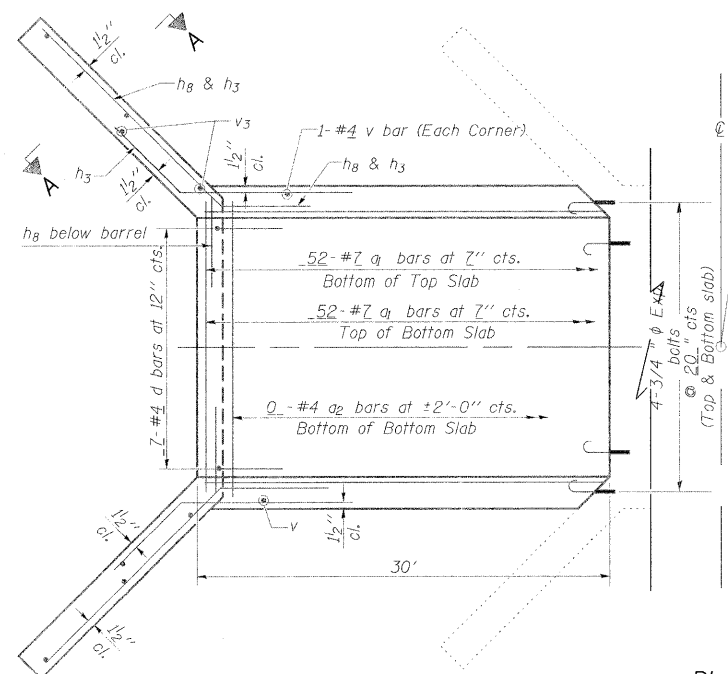 1½"
cl.
A
h8 & h3
v3
1-#4 v bar (Each Corner)
1½"
cl.
h8 & h3
A
h3
1½"
cl.
h8 below barrel
52-#7 a1 bars at 7" cts.
Bottom of Top Slab
52-#7 a1 bars at 7" cts.
Top of Bottom Slab
7-#4 d bars at 12" cts.
0-#4 a2 bars at ±2'-0" cts.
Bottom of Bottom Slab
4-3/4" ϕ Exp.
bolts
@ 20" cts
(Top & Bottom slab)
℄
1½"
cl.
v
1½"
cl.
30'
1½"
cl.